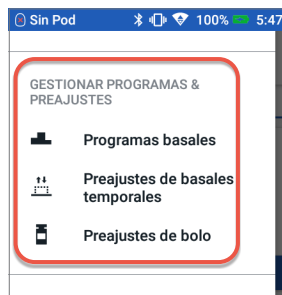 Sin Pod 100% 5:47
GESTIONAR PROGRAMAS &
PREAJUSTES
Programas basales
Preajustes de basales
temporales
Preajustes de bolo